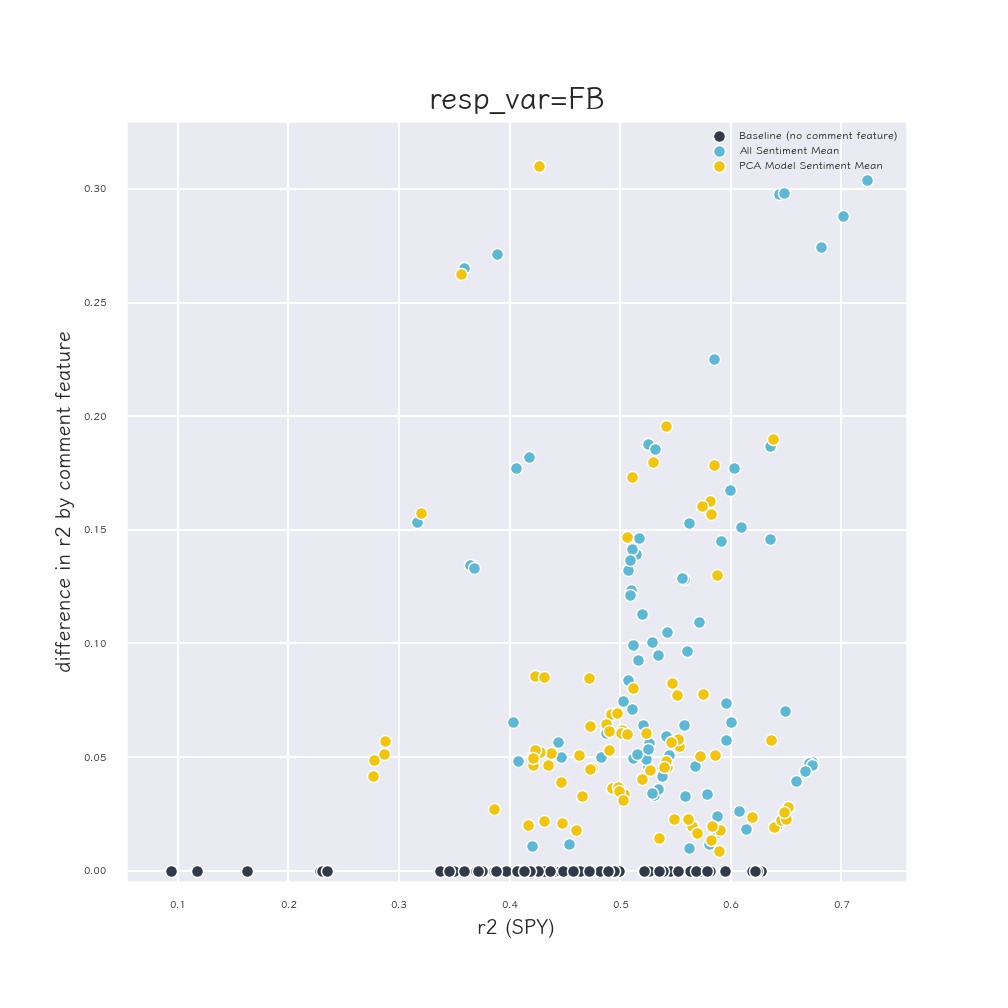 resp_var=FB
Baseline (no comment feature)
All Sentiment Mean
PCA Model Sentiment Mean
difference in r2 by comment feature
0.30
0.25
0.20
0.15
0.10
0.05
0.00
0.1 0.2 0.3 0.4 0.5 0.6 0.7
r2 (SPY)